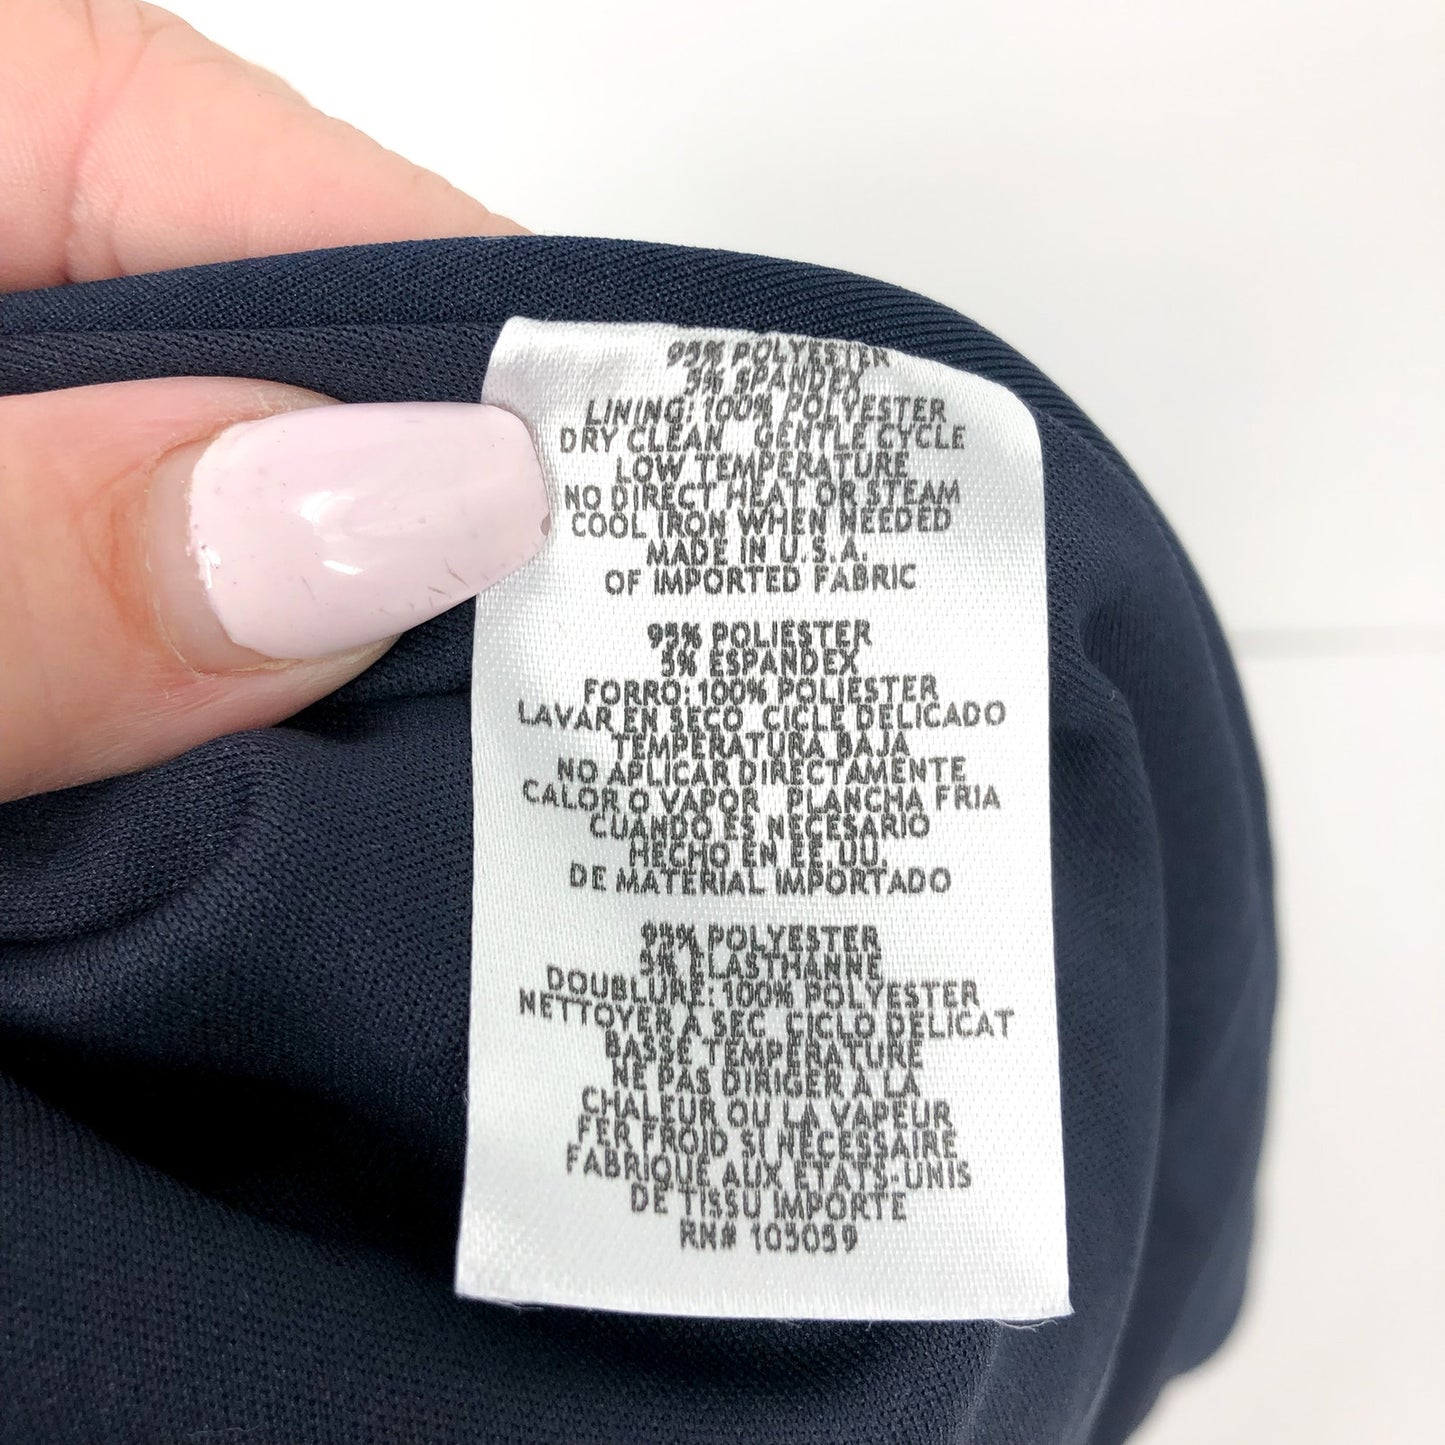 95% POLYESTER
5% SPANDEX
LINING: 100% POLYESTER
DRY CLEAN GENTLE CYCLE
LOW TEMPERATURE
NO DIRECT HEAT OR STEAM
COOL IRON WHEN NEEDED
MADE IN U.S.A.
OF IMPORTED FABRIC
95% POLIESTER
5% ESPANDEX
FORRO: 100% POLIESTER
LAVAR EN SECO CICLE DELICADO
TEMPERATURA BAJA
NO APLICAR DIRECTAMENTE
CALOR O VAPOR PLANCHA FRIA
CUANDO ES NECESARIO
HECHO EN EE.UU.
DE MATERIAL IMPORTADO
95% POLYESTER
5% ELASTHANNE
DOUBLURE: 100% POLYESTER
NETTOYER A SEC CICLO DELICAT
BASSE TEMPERATURE
NE PAS DIRIGER A LA
CHALEUR OU LA VAPEUR
FER FROID SI NECESSAIRE
FABRIQUE AUX ETATS-UNIS
DE TISSU IMPORTE
RN# 105059